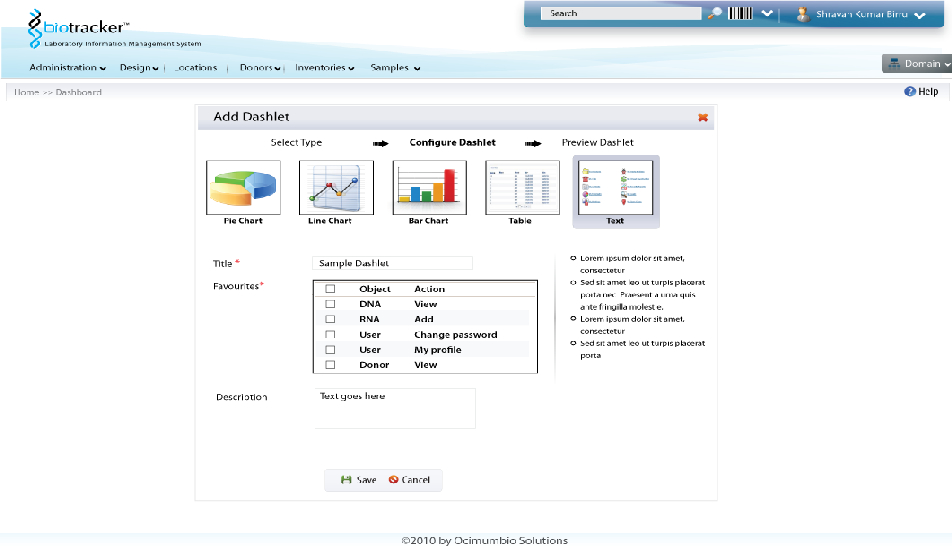 Search
Shravan Kumar Birru
biotracker™
Laboratory Information Management System
Administration Design Locations Donors Inventories Samples
Domain
Home >> Dashboard
Help
Add Dashlet
Select Type Configure Dashlet Preview Dashlet
Pie Chart Line Chart Bar Chart Table Text
Title *
Sample Dashlet
Favourites*
Object Action
DNA View
RNA Add
User Change password
User My profile
Donor View
Lorem ipsum dolor sit amet,
consectetur
Sed sit amet leo ut turpis placerat
porta nec. Praesent a urna quis
ante fringilla molestie.
Lorem ipsum dolor sit amet,
consectetur
Sed sit amet leo ut turpis placerat
porta
Description
Text goes here
Save Cancel
©2010 by Ocimumbio Solutions